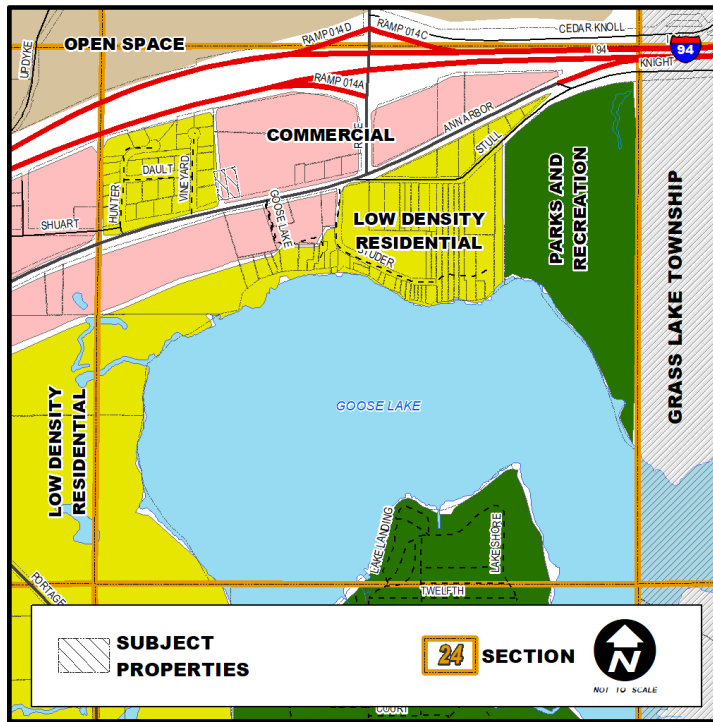 RAMP 014D
RAMP 014C
CEDAR KNOLL
OPEN SPACE
UPDYKE
I 94
94
KNIGHT
RAMP 014A
COMMERCIAL
ANN ARBOR
STULL
DAULT
VINEYARD
HUNTER
SHUART
GOOSE LAKE
LOW DENSITY
RESIDENTIAL
STUDER
PARKS AND
RECREATION
GRASS LAKE TOWNSHIP
GOOSE LAKE
LOW DENSITY
RESIDENTIAL
LAKE LANDING
LAKE SHORE
TWELFTH
PORTAGE
SUBJECT
PROPERTIES
24 SECTION
N
NOT TO SCALE
COURT